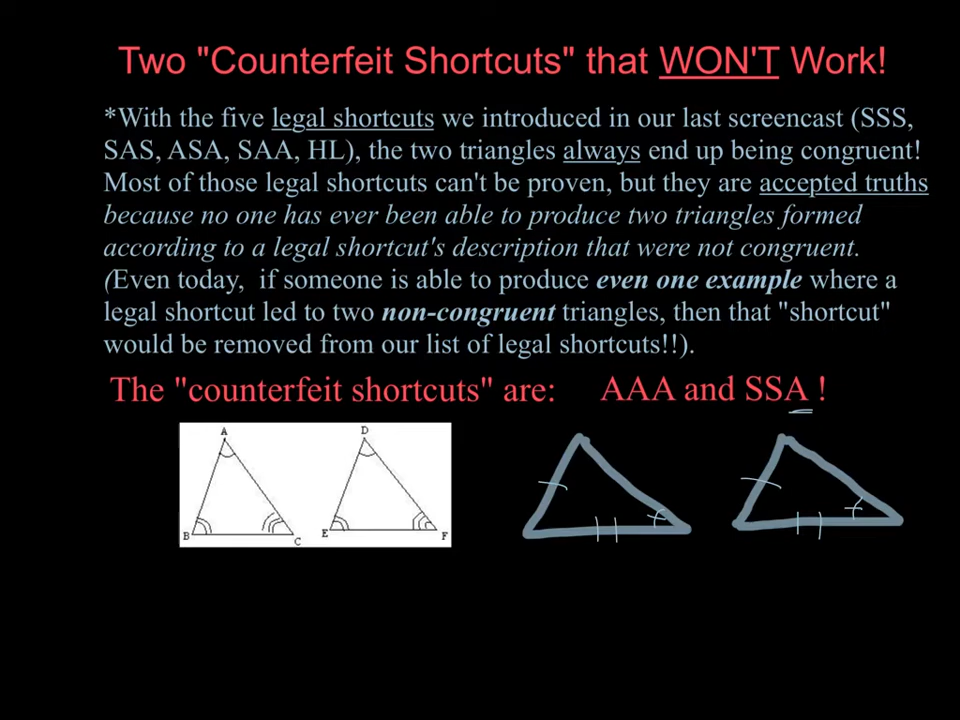 Two "Counterfeit Shortcuts" that WON'T Work!
*With the five legal shortcuts we introduced in our last screencast (SSS,
SAS, ASA, SAA, HL), the two triangles always end up being congruent!
Most of those legal shortcuts can't be proven, but they are accepted truths
because no one has ever been able to produce two triangles formed
according to a legal shortcut's description that were not congruent.
(Even today,  if someone is able to produce even one example where a
legal shortcut led to two non-congruent triangles, then that "shortcut"
would be removed from our list of legal shortcuts!!).
The "counterfeit shortcuts" are: AAA and SSA !
A D
B C E F